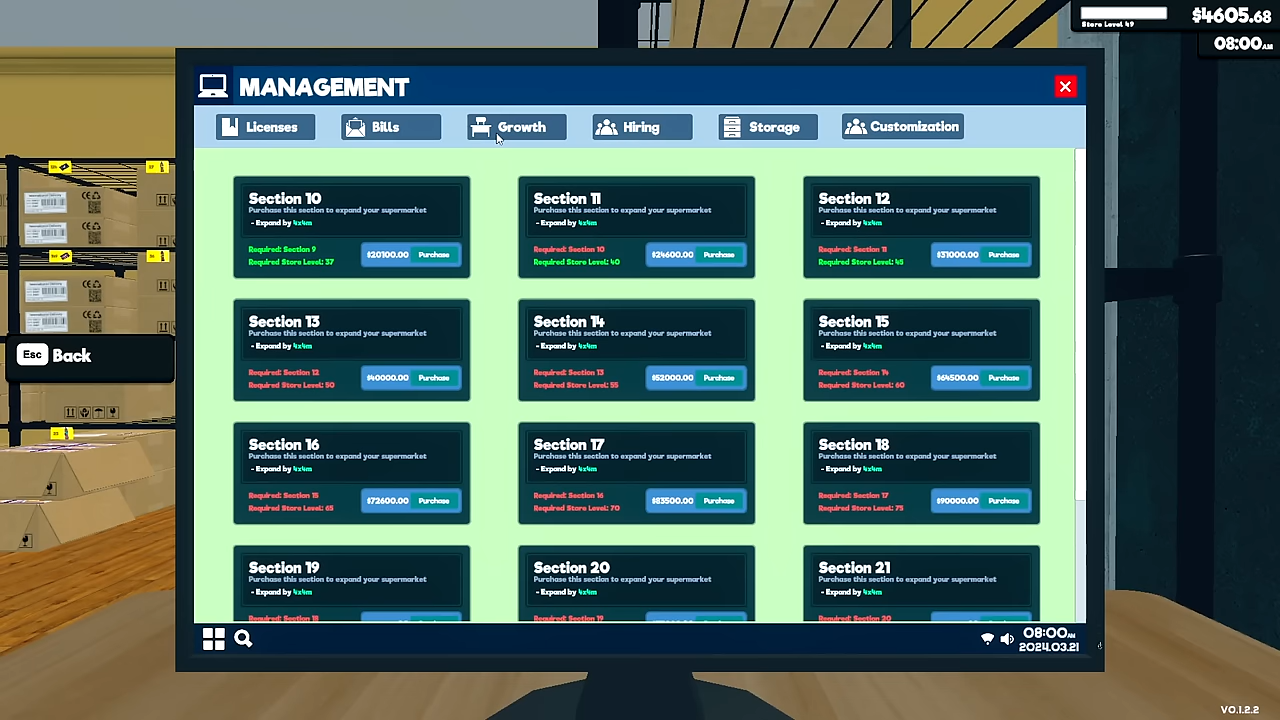 $4605.68
Store Level 49
08:00AM
MANAGEMENT
Licenses
Bills
Growth
Hiring
Storage
Customization
Section 10
Purchase this section to expand your supermarket
- Expand by 4x4m
Required: Section 9
Required Store Level: 37
$20100.00 Purchase
Section 11
Purchase this section to expand your supermarket
- Expand by 4x4m
Required: Section 10
Required Store Level: 40
$24600.00 Purchase
Section 12
Purchase this section to expand your supermarket
- Expand by 4x4m
Required: Section 11
Required Store Level: 45
$31000.00 Purchase
Section 13
Purchase this section to expand your supermarket
- Expand by 4x4m
Required: Section 12
Required Store Level: 50
$40000.00 Purchase
Section 14
Purchase this section to expand your supermarket
- Expand by 4x4m
Required: Section 13
Required Store Level: 55
$52000.00 Purchase
Section 15
Purchase this section to expand your supermarket
- Expand by 4x4m
Required: Section 14
Required Store Level: 60
$64500.00 Purchase
Esc Back
Section 16
Purchase this section to expand your supermarket
- Expand by 4x4m
Required: Section 15
Required Store Level: 65
$72600.00 Purchase
Section 17
Purchase this section to expand your supermarket
- Expand by 4x4m
Required: Section 16
Required Store Level: 70
$83500.00 Purchase
Section 18
Purchase this section to expand your supermarket
- Expand by 4x4m
Required: Section 17
Required Store Level: 75
$90000.00 Purchase
Section 19
Purchase this section to expand your supermarket
- Expand by 4x4m
Required: Section 18
Section 20
Purchase this section to expand your supermarket
- Expand by 4x4m
Required: Section 19
Section 21
Purchase this section to expand your supermarket
- Expand by 4x4m
Required: Section 20
08:00AM
2024.03.21
V0.1.2.2